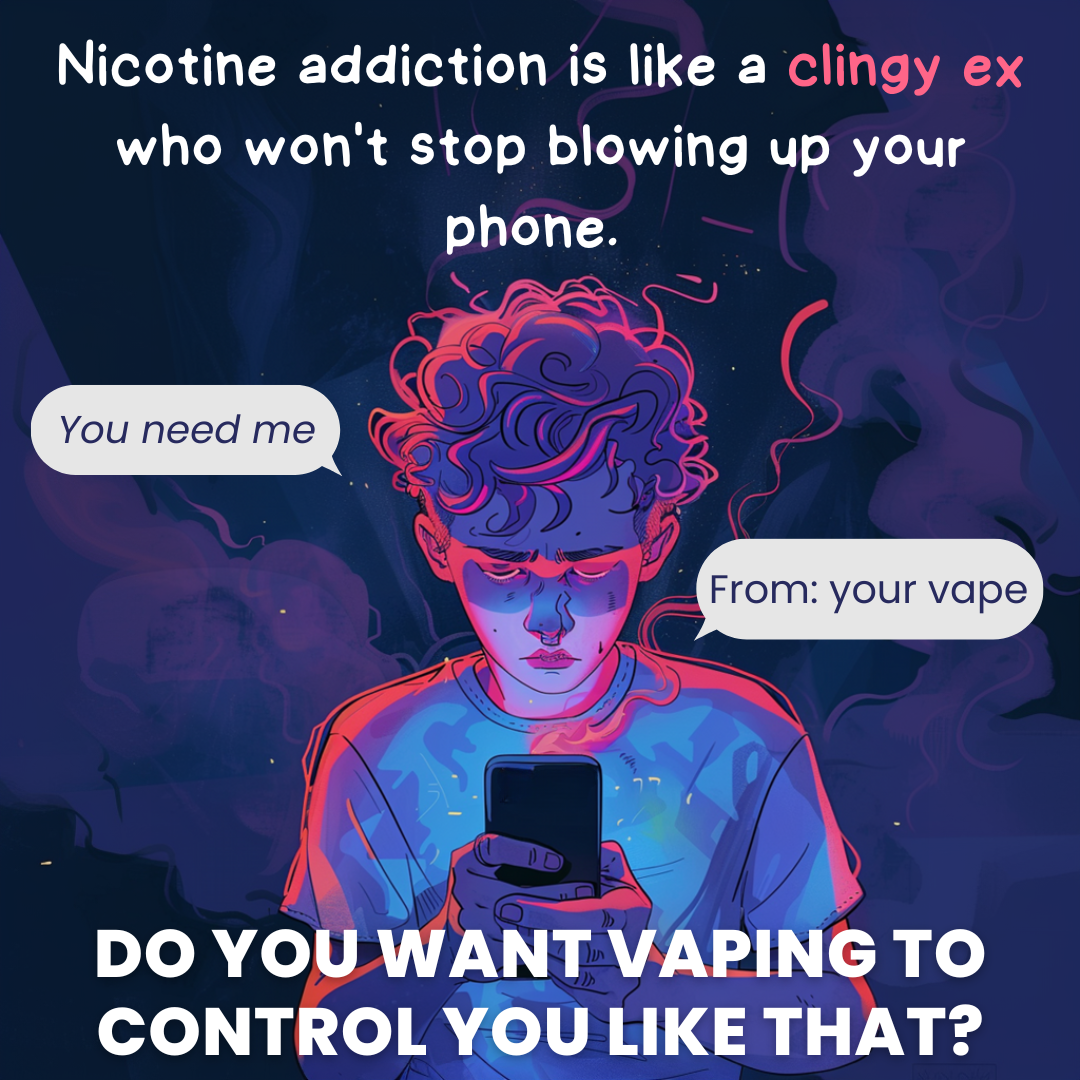 Nicotine addiction is like a clingy ex
who won't stop blowing up your
phone.
You need me
From: your vape
DO YOU WANT VAPING TO
CONTROL YOU LIKE THAT?